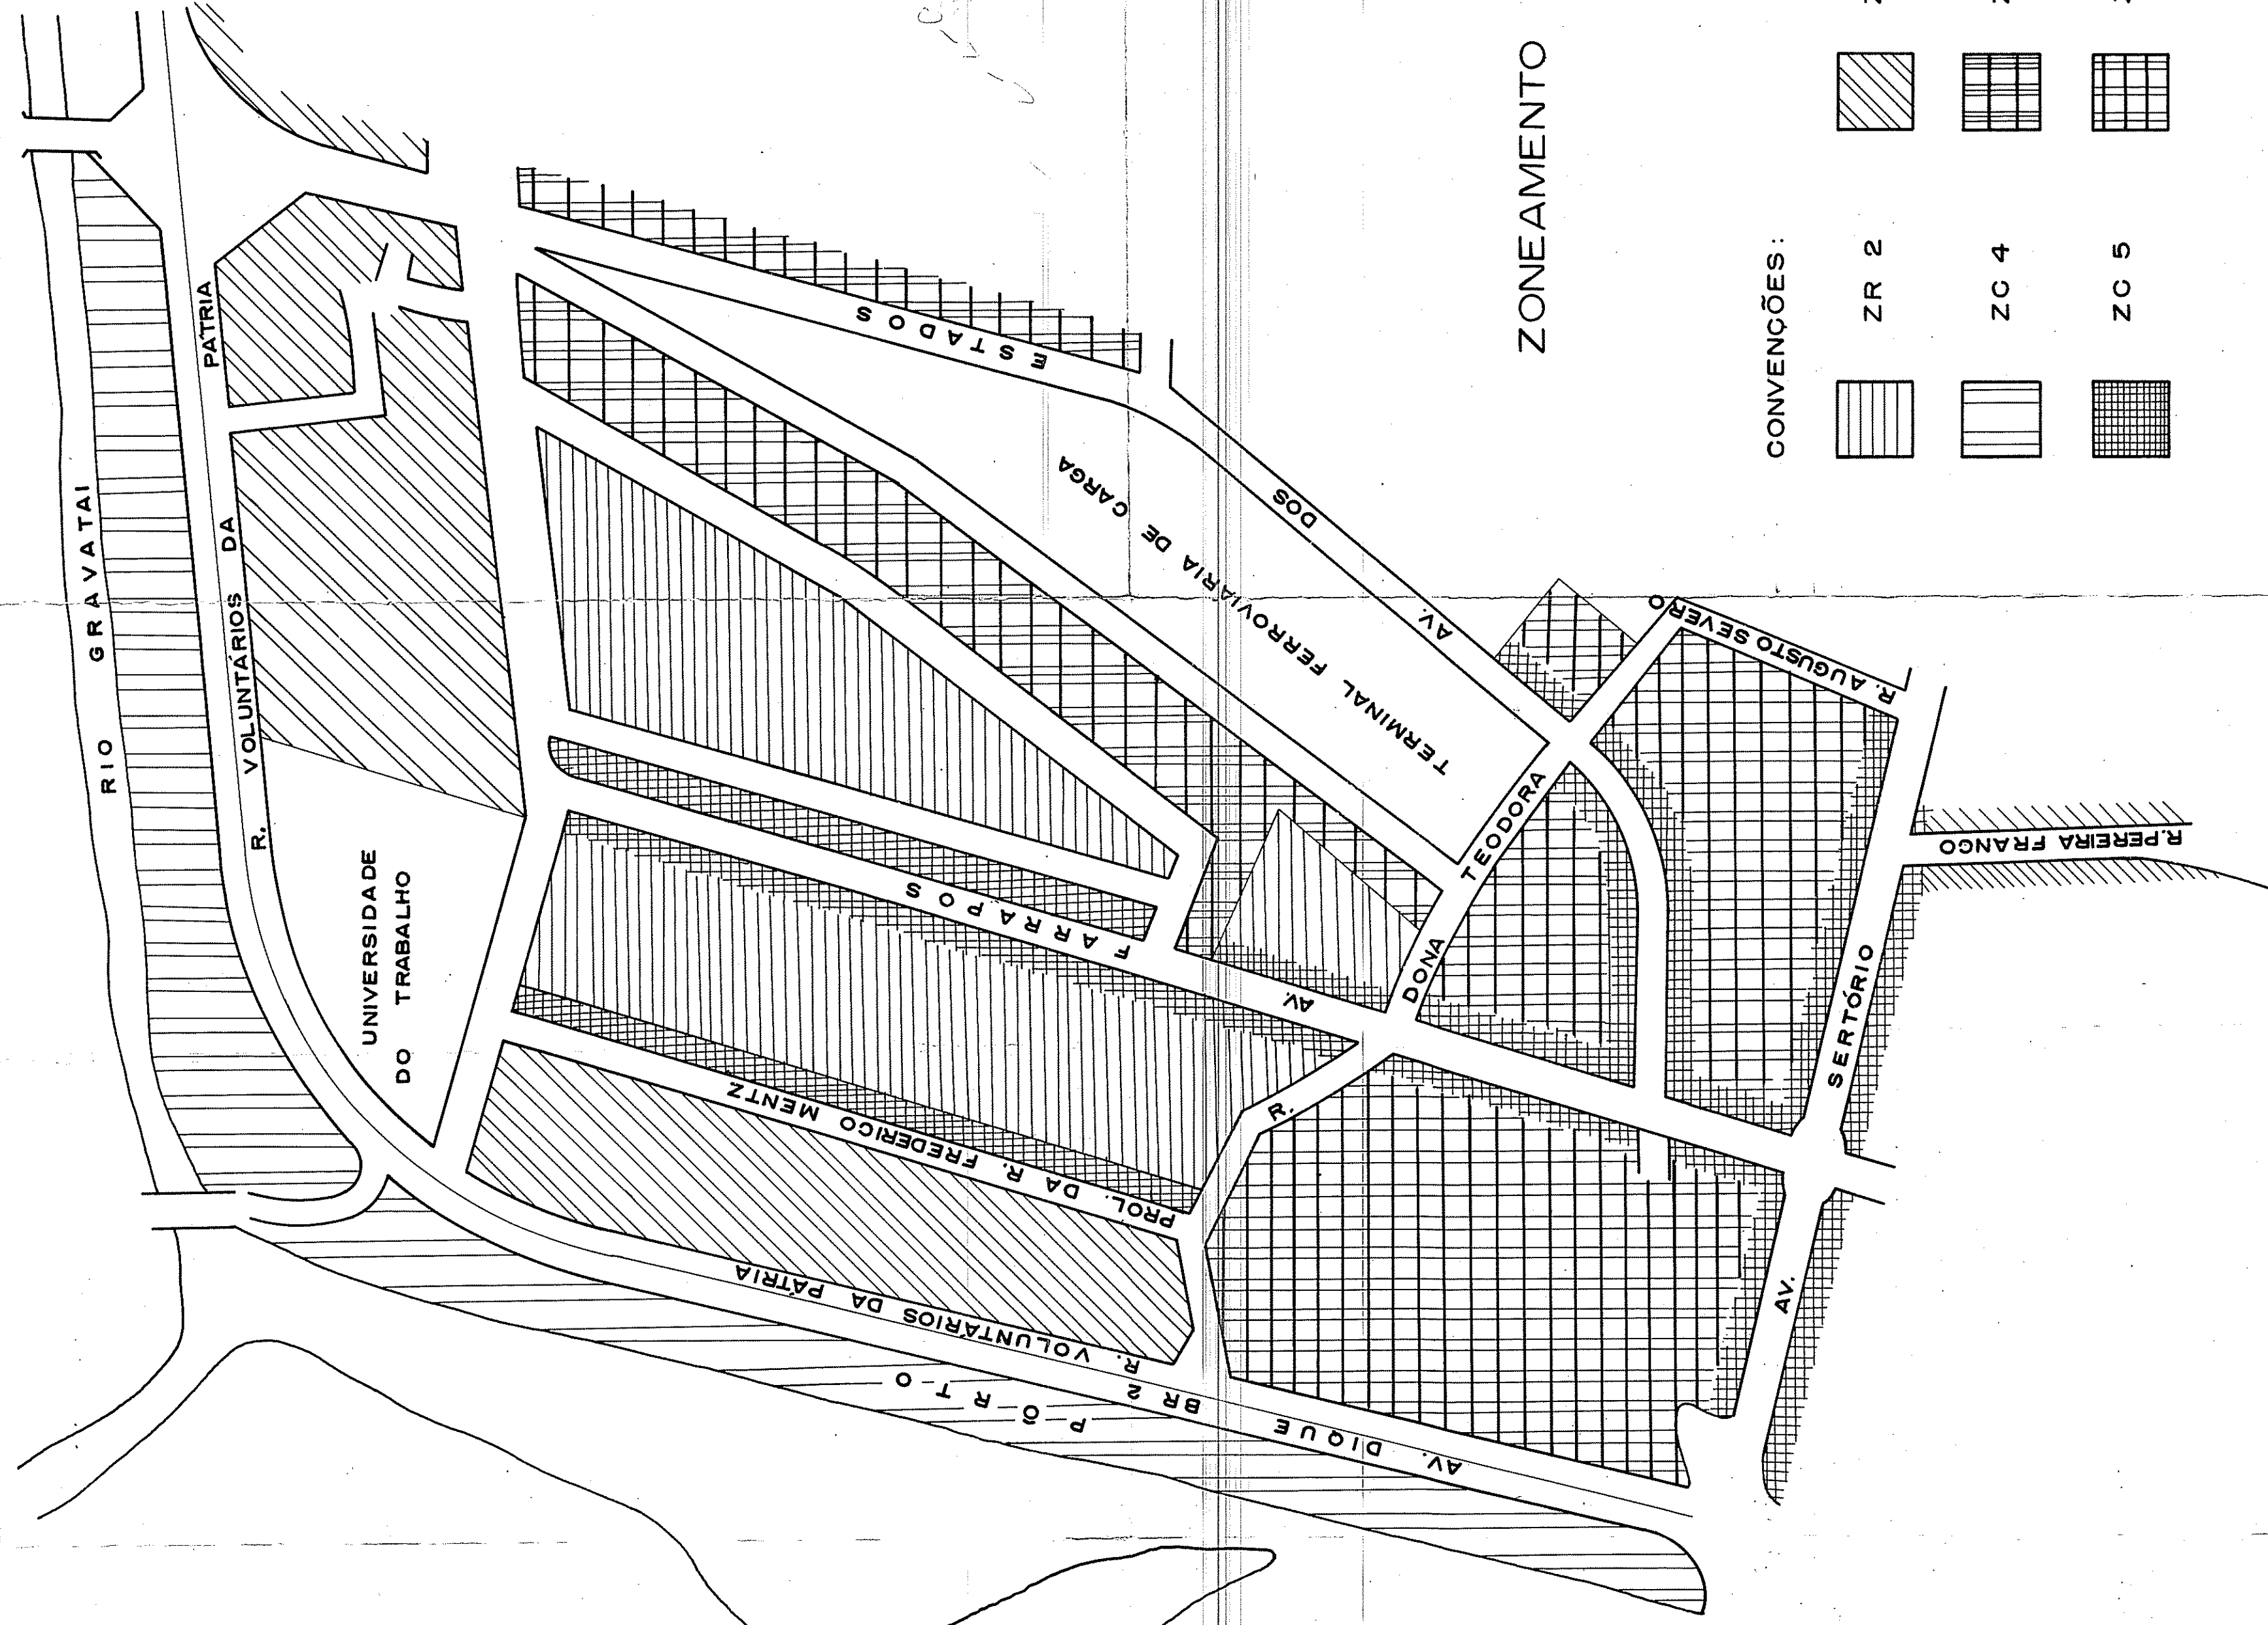 RIO GRAVATAI
R. VOLUNTÁRIOS DA PÁTRIA
UNIVERSIDADE
DO TRABALHO
AV. DOS ESTADOS
TERMINAL FERROVIARIA DE CARGA
AV. FARRAPOS
PROL. DA R. FREDERICO MENTZ
R. VOLUNTÁRIOS DA PÁTRIA
PÔRTO
AV. DIQUE BR 2
R. DONA TEODORA
R. AUGUSTO SEVERO
AV. SERTÓRIO
R. PEREIRA FRANCO
ZONEAMENTO
CONVENÇÕES:
ZR 2
ZC 4
ZC 5